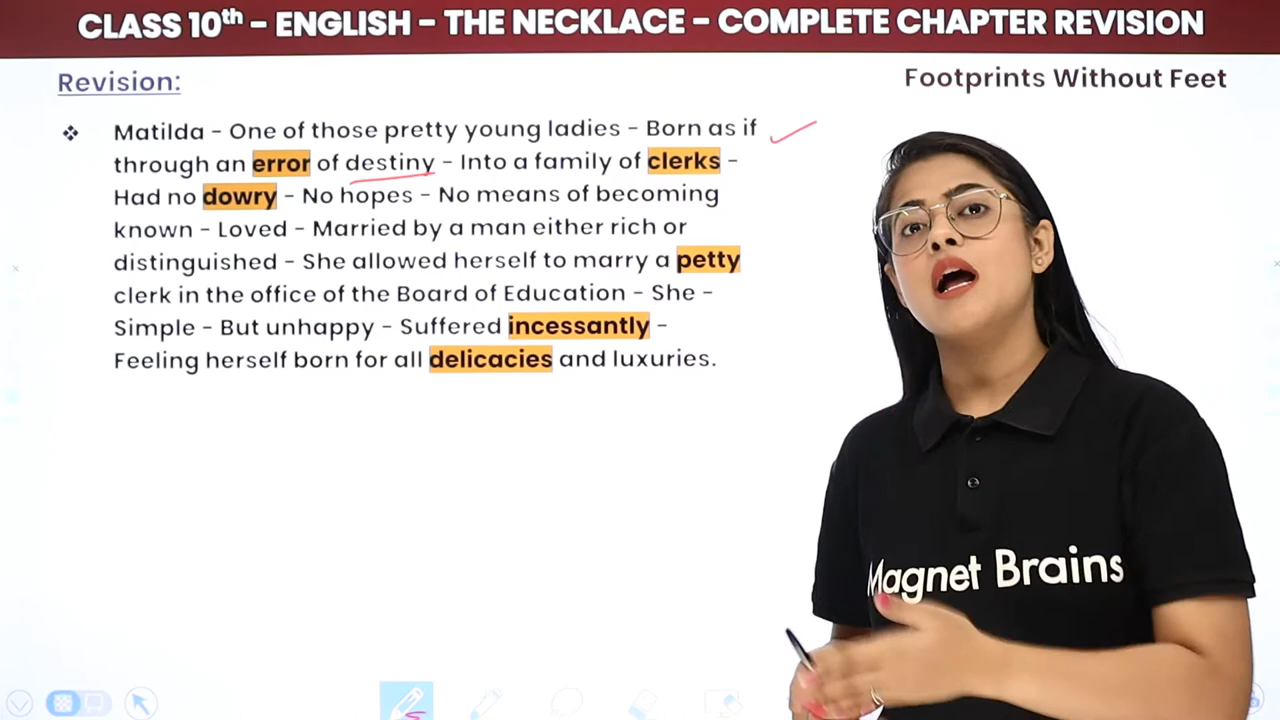 CLASS 10th – ENGLISH – THE NECKLACE – COMPLETE CHAPTER REVISION
Revision:
Footprints Without Feet
❖ Matilda – One of those pretty young ladies – Born as if
through an error of destiny – Into a family of clerks –
Had no dowry – No hopes – No means of becoming
known – Loved – Married by a man either rich or
distinguished – She allowed herself to marry a petty
clerk in the office of the Board of Education – She –
Simple – But unhappy – Suffered incessantly –
Feeling herself born for all delicacies and luxuries.
Magnet Brains